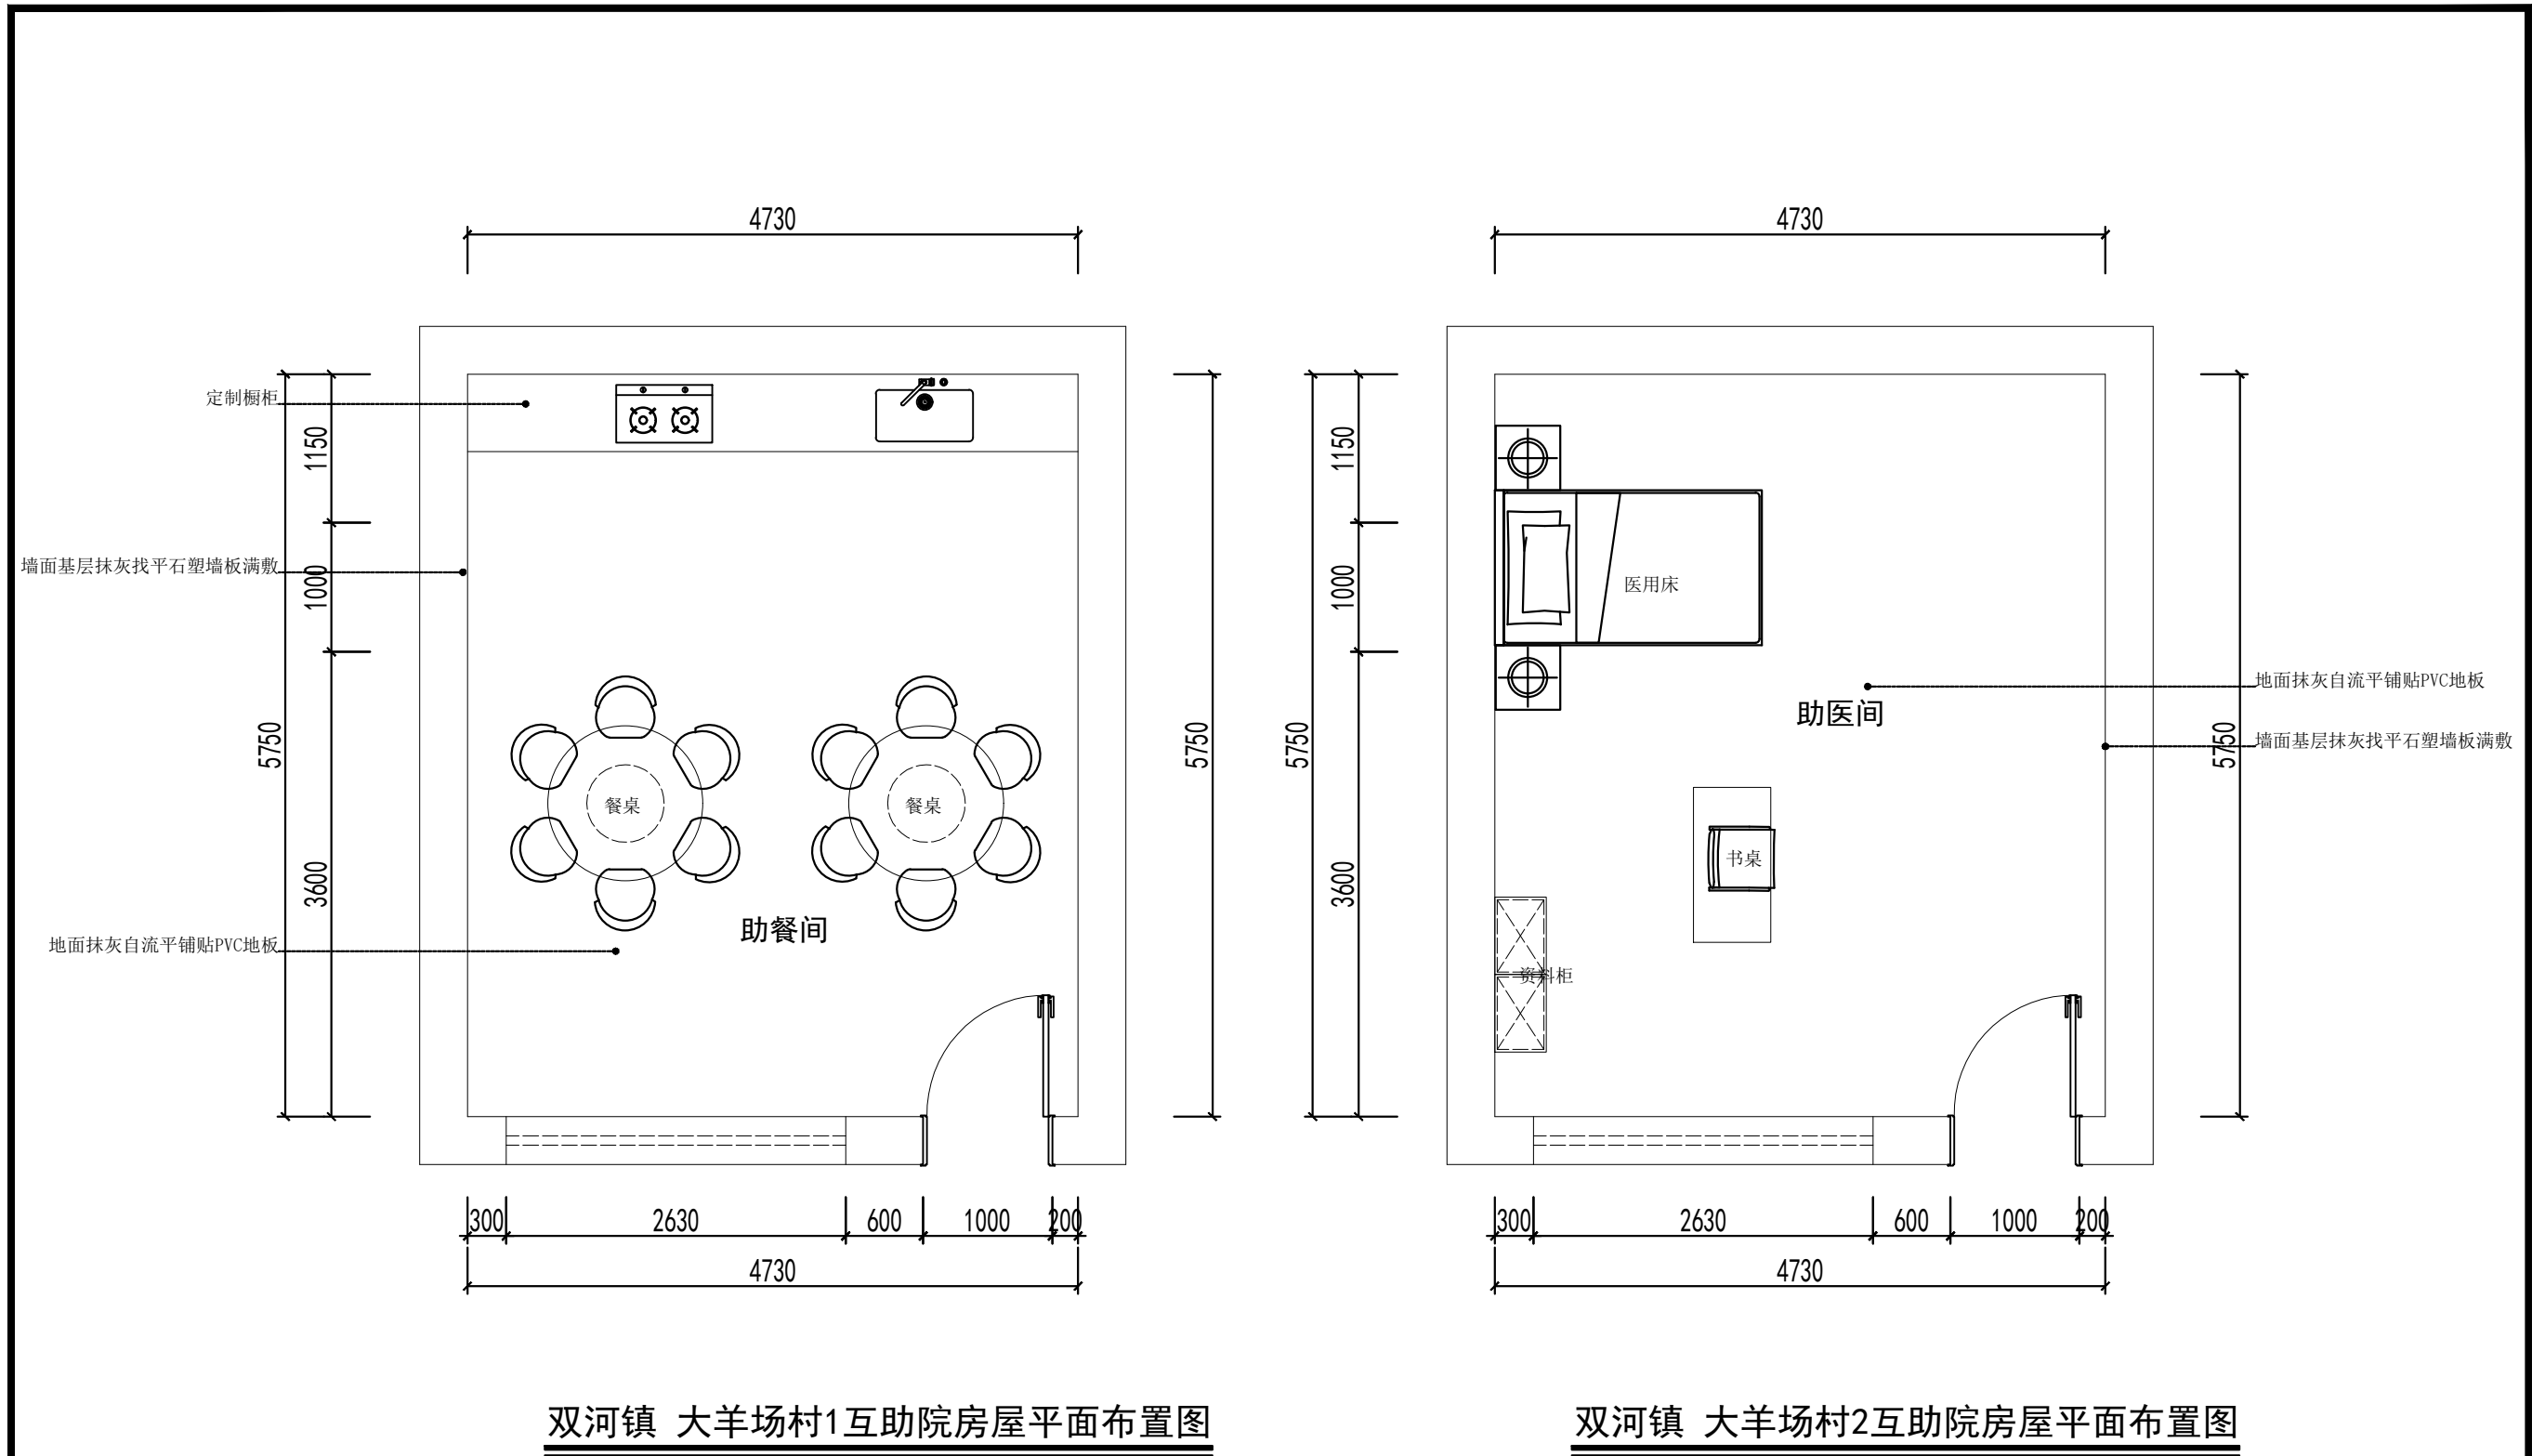 4730
4730
定制橱柜
1150
1150
墙面基层抹灰找平石塑墙板满敷
1000
1000
医用床
地面抹灰自流平铺贴PVC地板
助医间
5750
5750
5750
5750
墙面基层抹灰找平石塑墙板满敷
餐桌
餐桌
书桌
3600
3600
助餐间
地面抹灰自流平铺贴PVC地板
资料柜
300
2630
600
1000
200
300
2630
600
1000
200
4730
4730
双河镇 大羊场村1互助院房屋平面布置图
双河镇 大羊场村2互助院房屋平面布置图